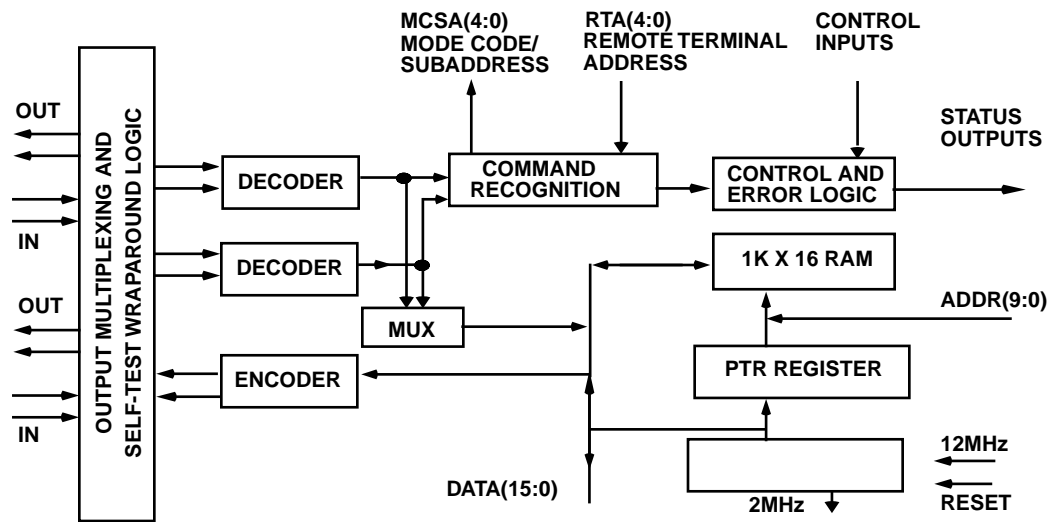 MCSA(4:0)
MODE CODE/
SUBADDRESS
RTA(4:0)
REMOTE TERMINAL
ADDRESS
CONTROL
INPUTS
STATUS
OUTPUTS
OUT
IN
OUT
IN
OUTPUT MULTIPLEXING AND
SELF-TEST WRAPAROUND LOGIC
DECODER
COMMAND
RECOGNITION
CONTROL AND
ERROR LOGIC
DECODER
1K X 16 RAM
MUX
ADDR(9:0)
ENCODER
PTR REGISTER
DATA(15:0)
12MHz
RESET
2MHz